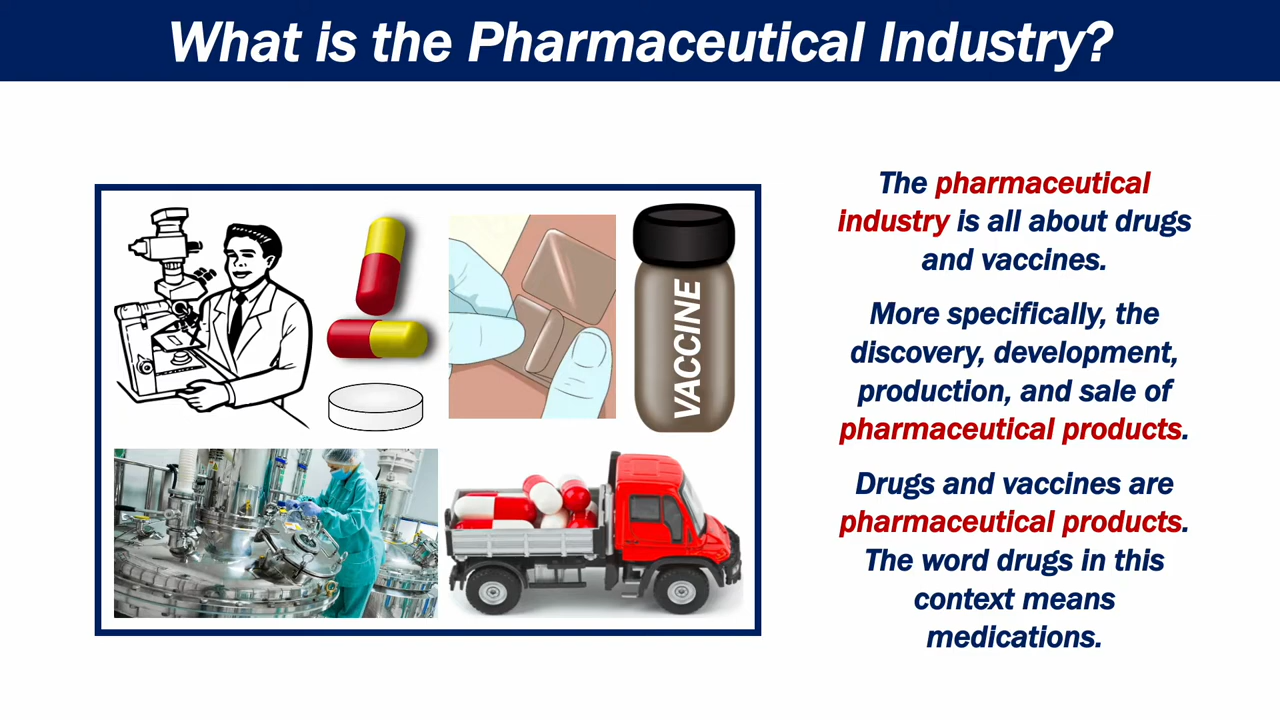 What is the Pharmaceutical Industry?
VACCINE
The pharmaceutical
industry is all about drugs
and vaccines.
More specifically, the
discovery, development,
production, and sale of
pharmaceutical products.
Drugs and vaccines are
pharmaceutical products.
The word drugs in this
context means
medications.